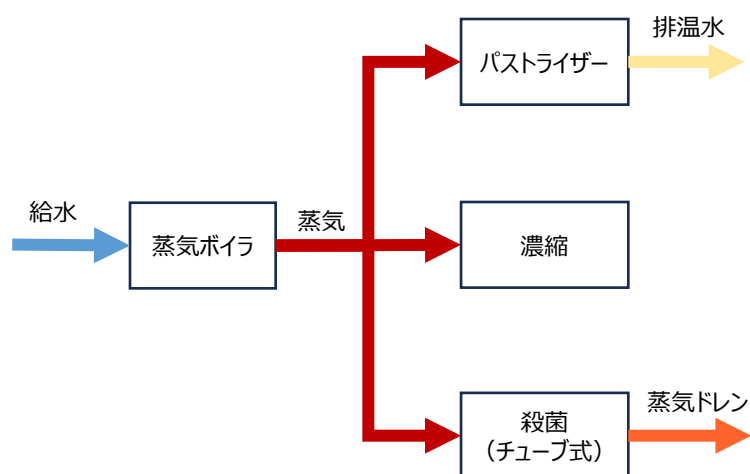 排温水
パストライザー
給水
蒸気
蒸気ボイラ
濃縮
蒸気ドレン
殺菌
（チューブ式）